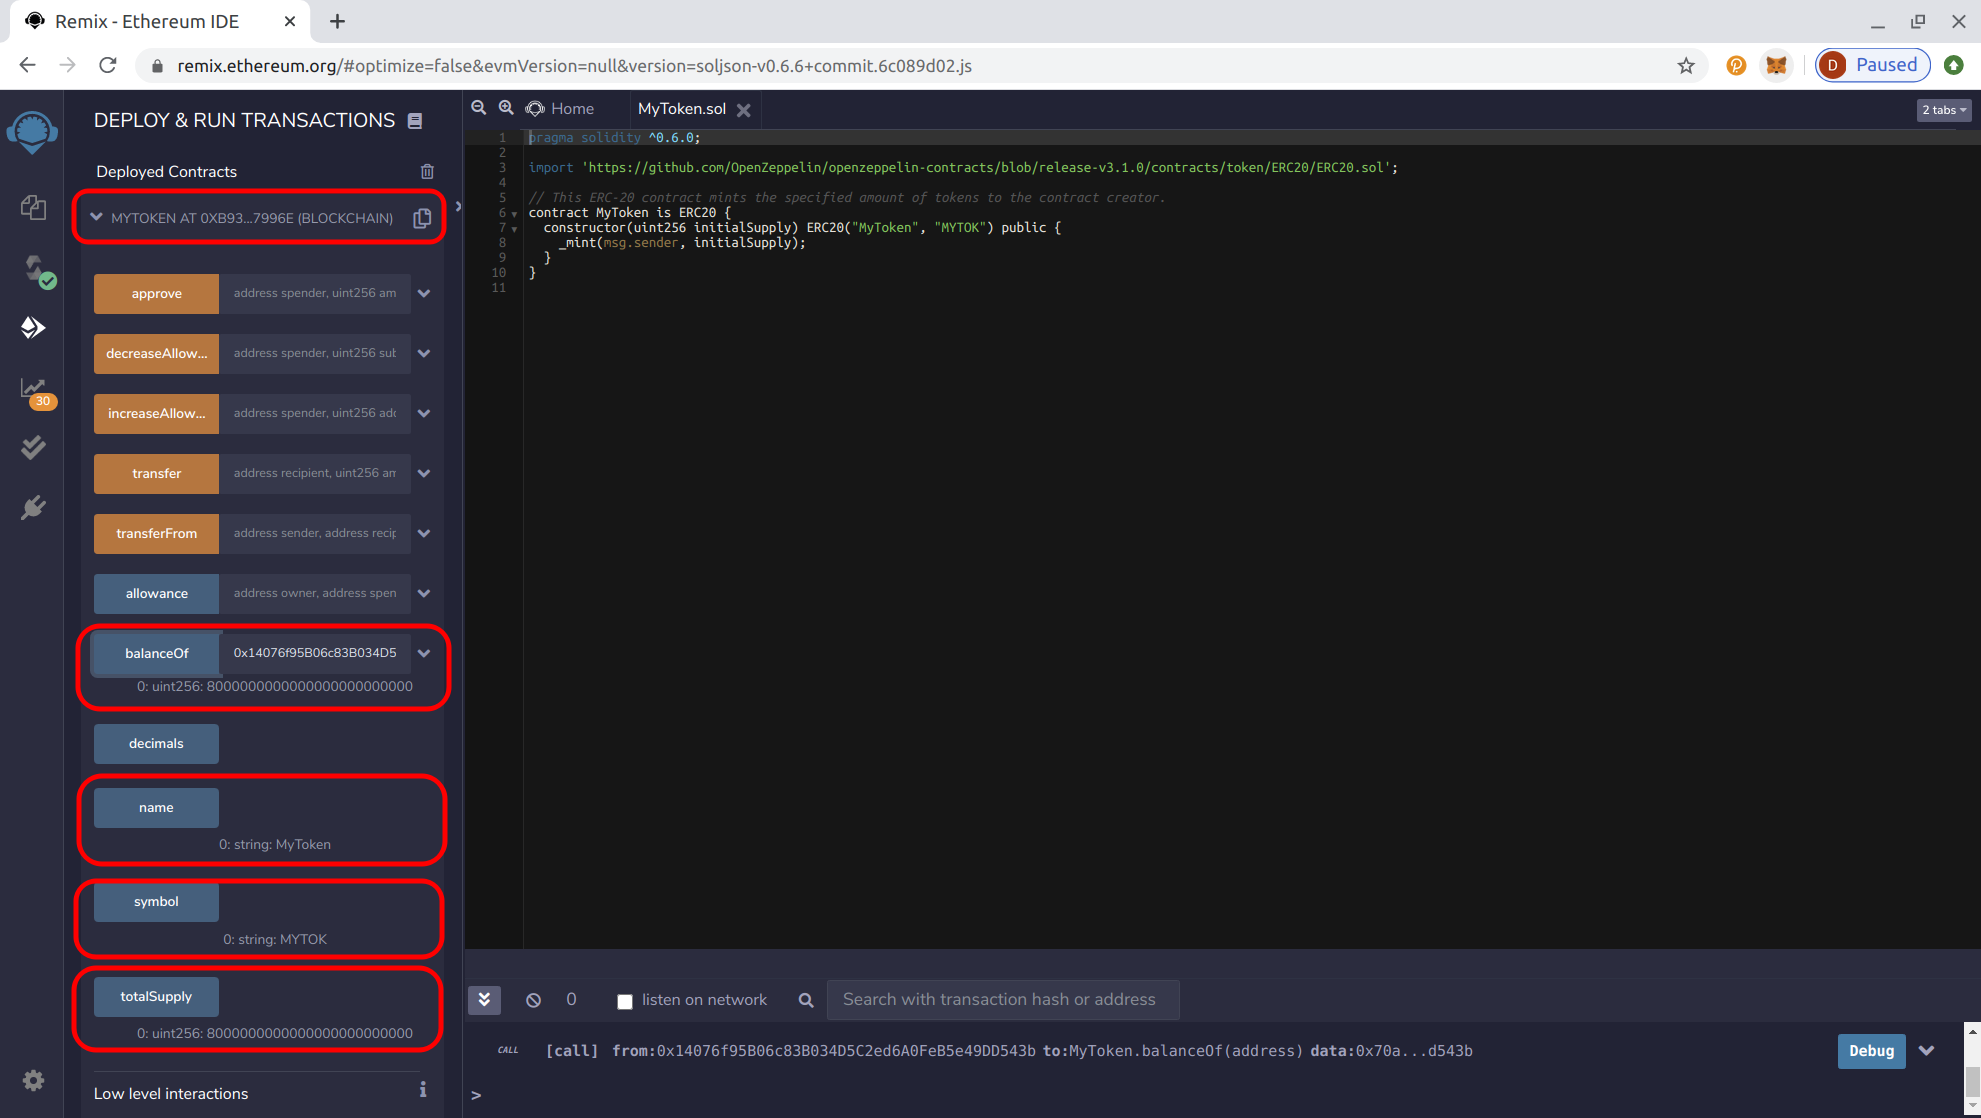 Remix - Ethereum IDE
remix.ethereum.org/#optimize=false&evmVersion=null&version=soljson-v0.6.6+commit.6c089d02.js
D Paused
DEPLOY & RUN TRANSACTIONS
Deployed Contracts
MYTOKEN AT 0XB93...7996E (BLOCKCHAIN)
approve address spender, uint256 am
decreaseAllow... address spender, uint256 sub
increaseAllow... address spender, uint256 add
transfer address recipient, uint256 am
transferFrom address sender, address recip
allowance address owner, address spen
balanceOf 0x14076f95B06c83B034D5
0: uint256: 8000000000000000000000000
decimals
name
0: string: MyToken
symbol
0: string: MYTOK
totalSupply
0: uint256: 8000000000000000000000000
Low level interactions
30
Home MyToken.sol
2 tabs
1 pragma solidity ^0.6.0;
2
3 import 'https://github.com/OpenZeppelin/openzeppelin-contracts/blob/release-v3.1.0/contracts/token/ERC20/ERC20.sol';
4
5 // This ERC-20 contract mints the specified amount of tokens to the contract creator.
6 contract MyToken is ERC20 {
7 constructor(uint256 initialSupply) ERC20("MyToken", "MYTOK") public {
8 _mint(msg.sender, initialSupply);
9 }
10 }
11
0 listen on network Search with transaction hash or address
CALL [call] from:0x14076f95B06c83B034D5C2ed6A0FeB5e49DD543b to:MyToken.balanceOf(address) data:0x70a...d543b Debug
>